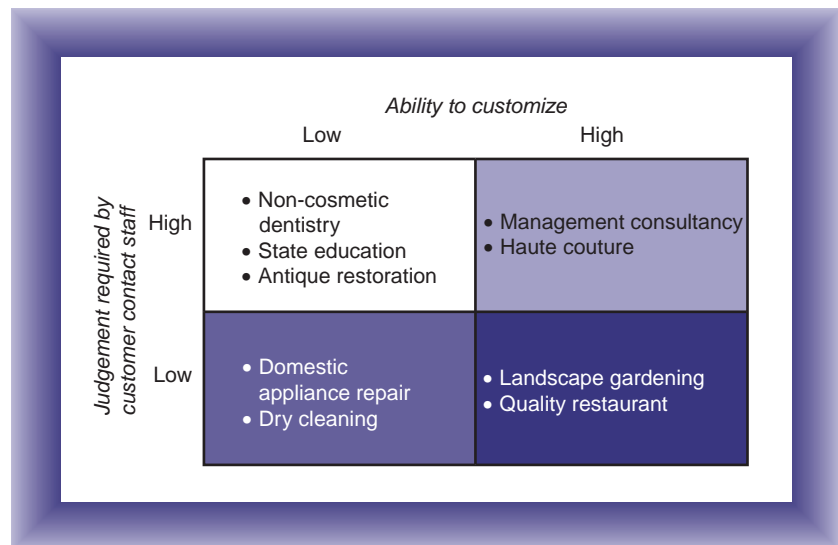 Ability to customize
Low High
Judgement required by
customer contact staff
High
• Non-cosmetic
dentistry
• State education
• Antique restoration
• Management consultancy
• Haute couture
Low
• Domestic
appliance repair
• Dry cleaning
• Landscape gardening
• Quality restaurant